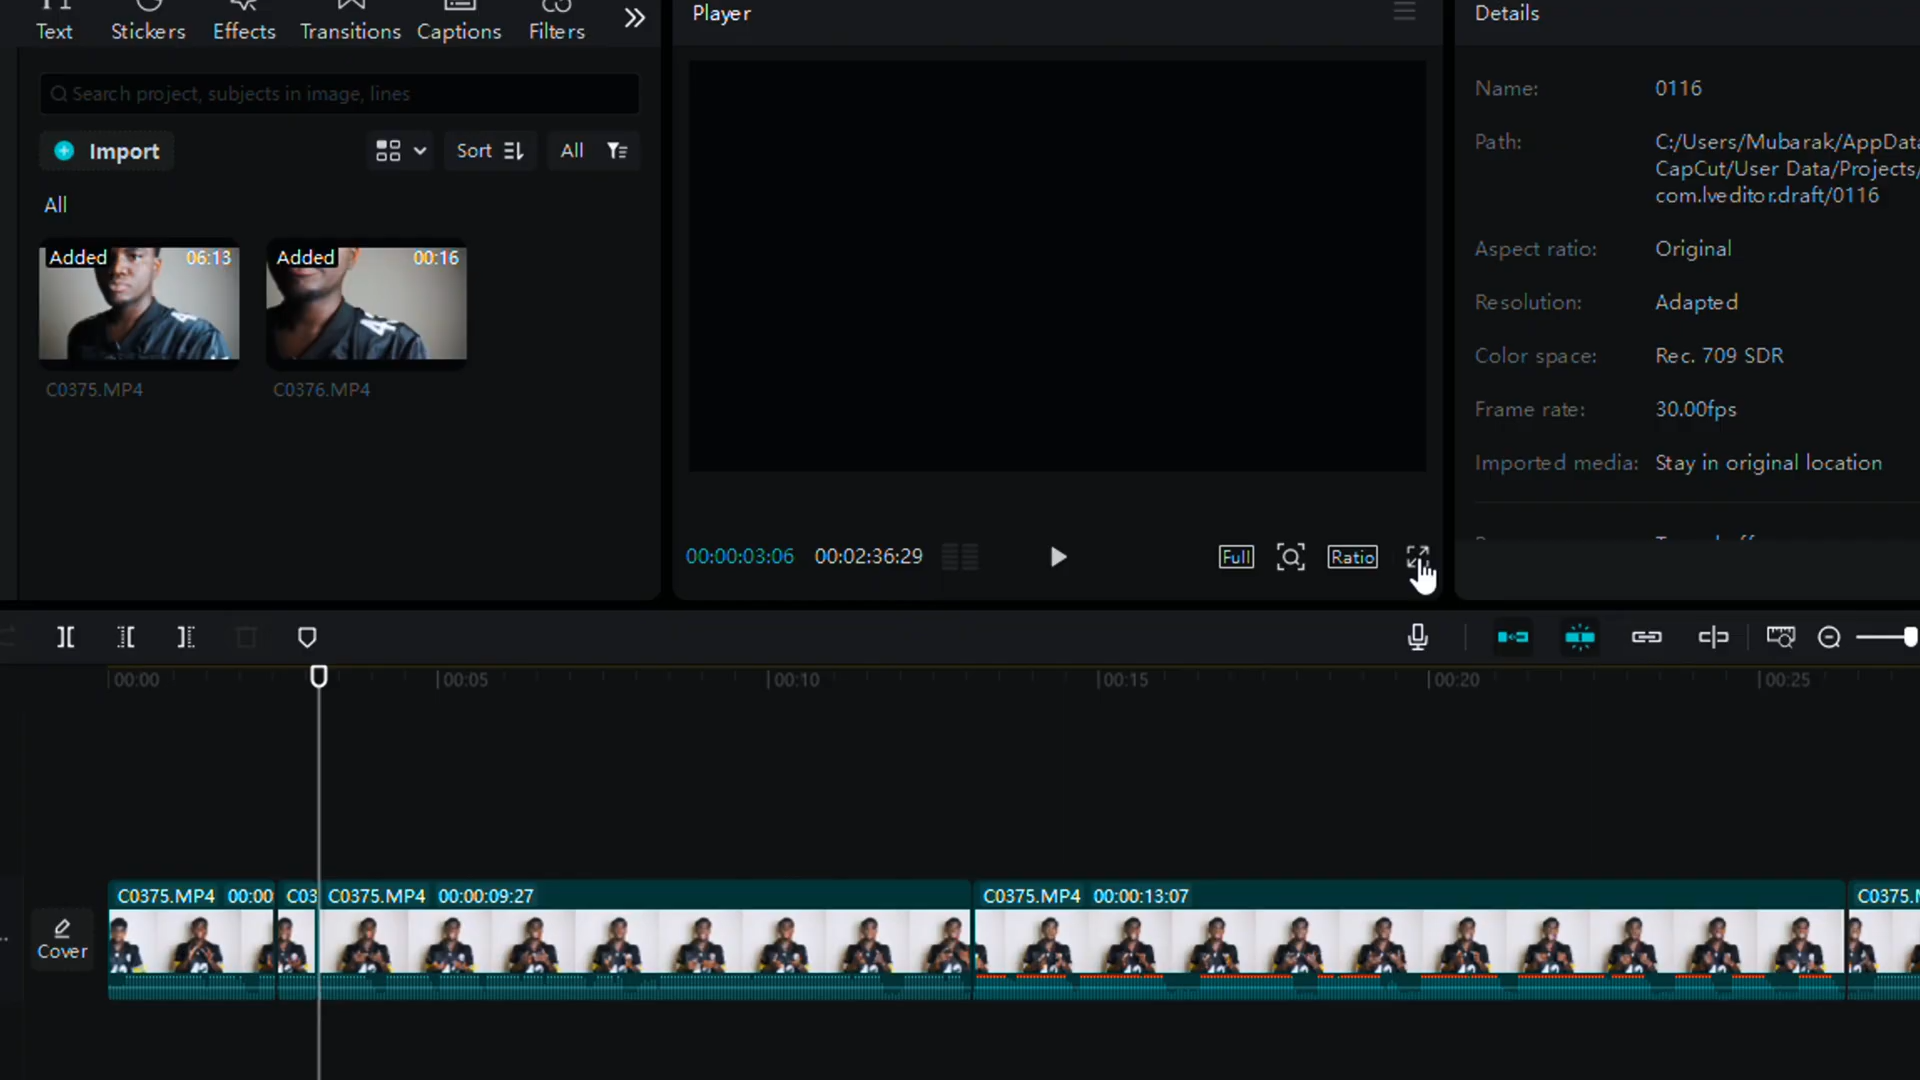 Text
Stickers
Effects
Transitions
Captions
Filters
Search project, subjects in image, lines
Import
Sort
All
All
Added
06:13
Added
00:16
C0375.MP4
C0376.MP4
Player
00:00:03:06
00:02:36:29
Full
Ratio
Details
Name:
0116
Path:
C:/Users/Mubarak/AppData
CapCut/User Data/Projects/
com.lveditor.draft/0116
Aspect ratio:
Original
Resolution:
Adapted
Color space:
Rec. 709 SDR
Frame rate:
30.00fps
Imported media:
Stay in original location
00:00
00:05
00:10
00:15
00:20
00:25
Cover
C0375.MP4 00:00
C03
C0375.MP4 00:00:09:27
C0375.MP4 00:00:13:07
C0375.M